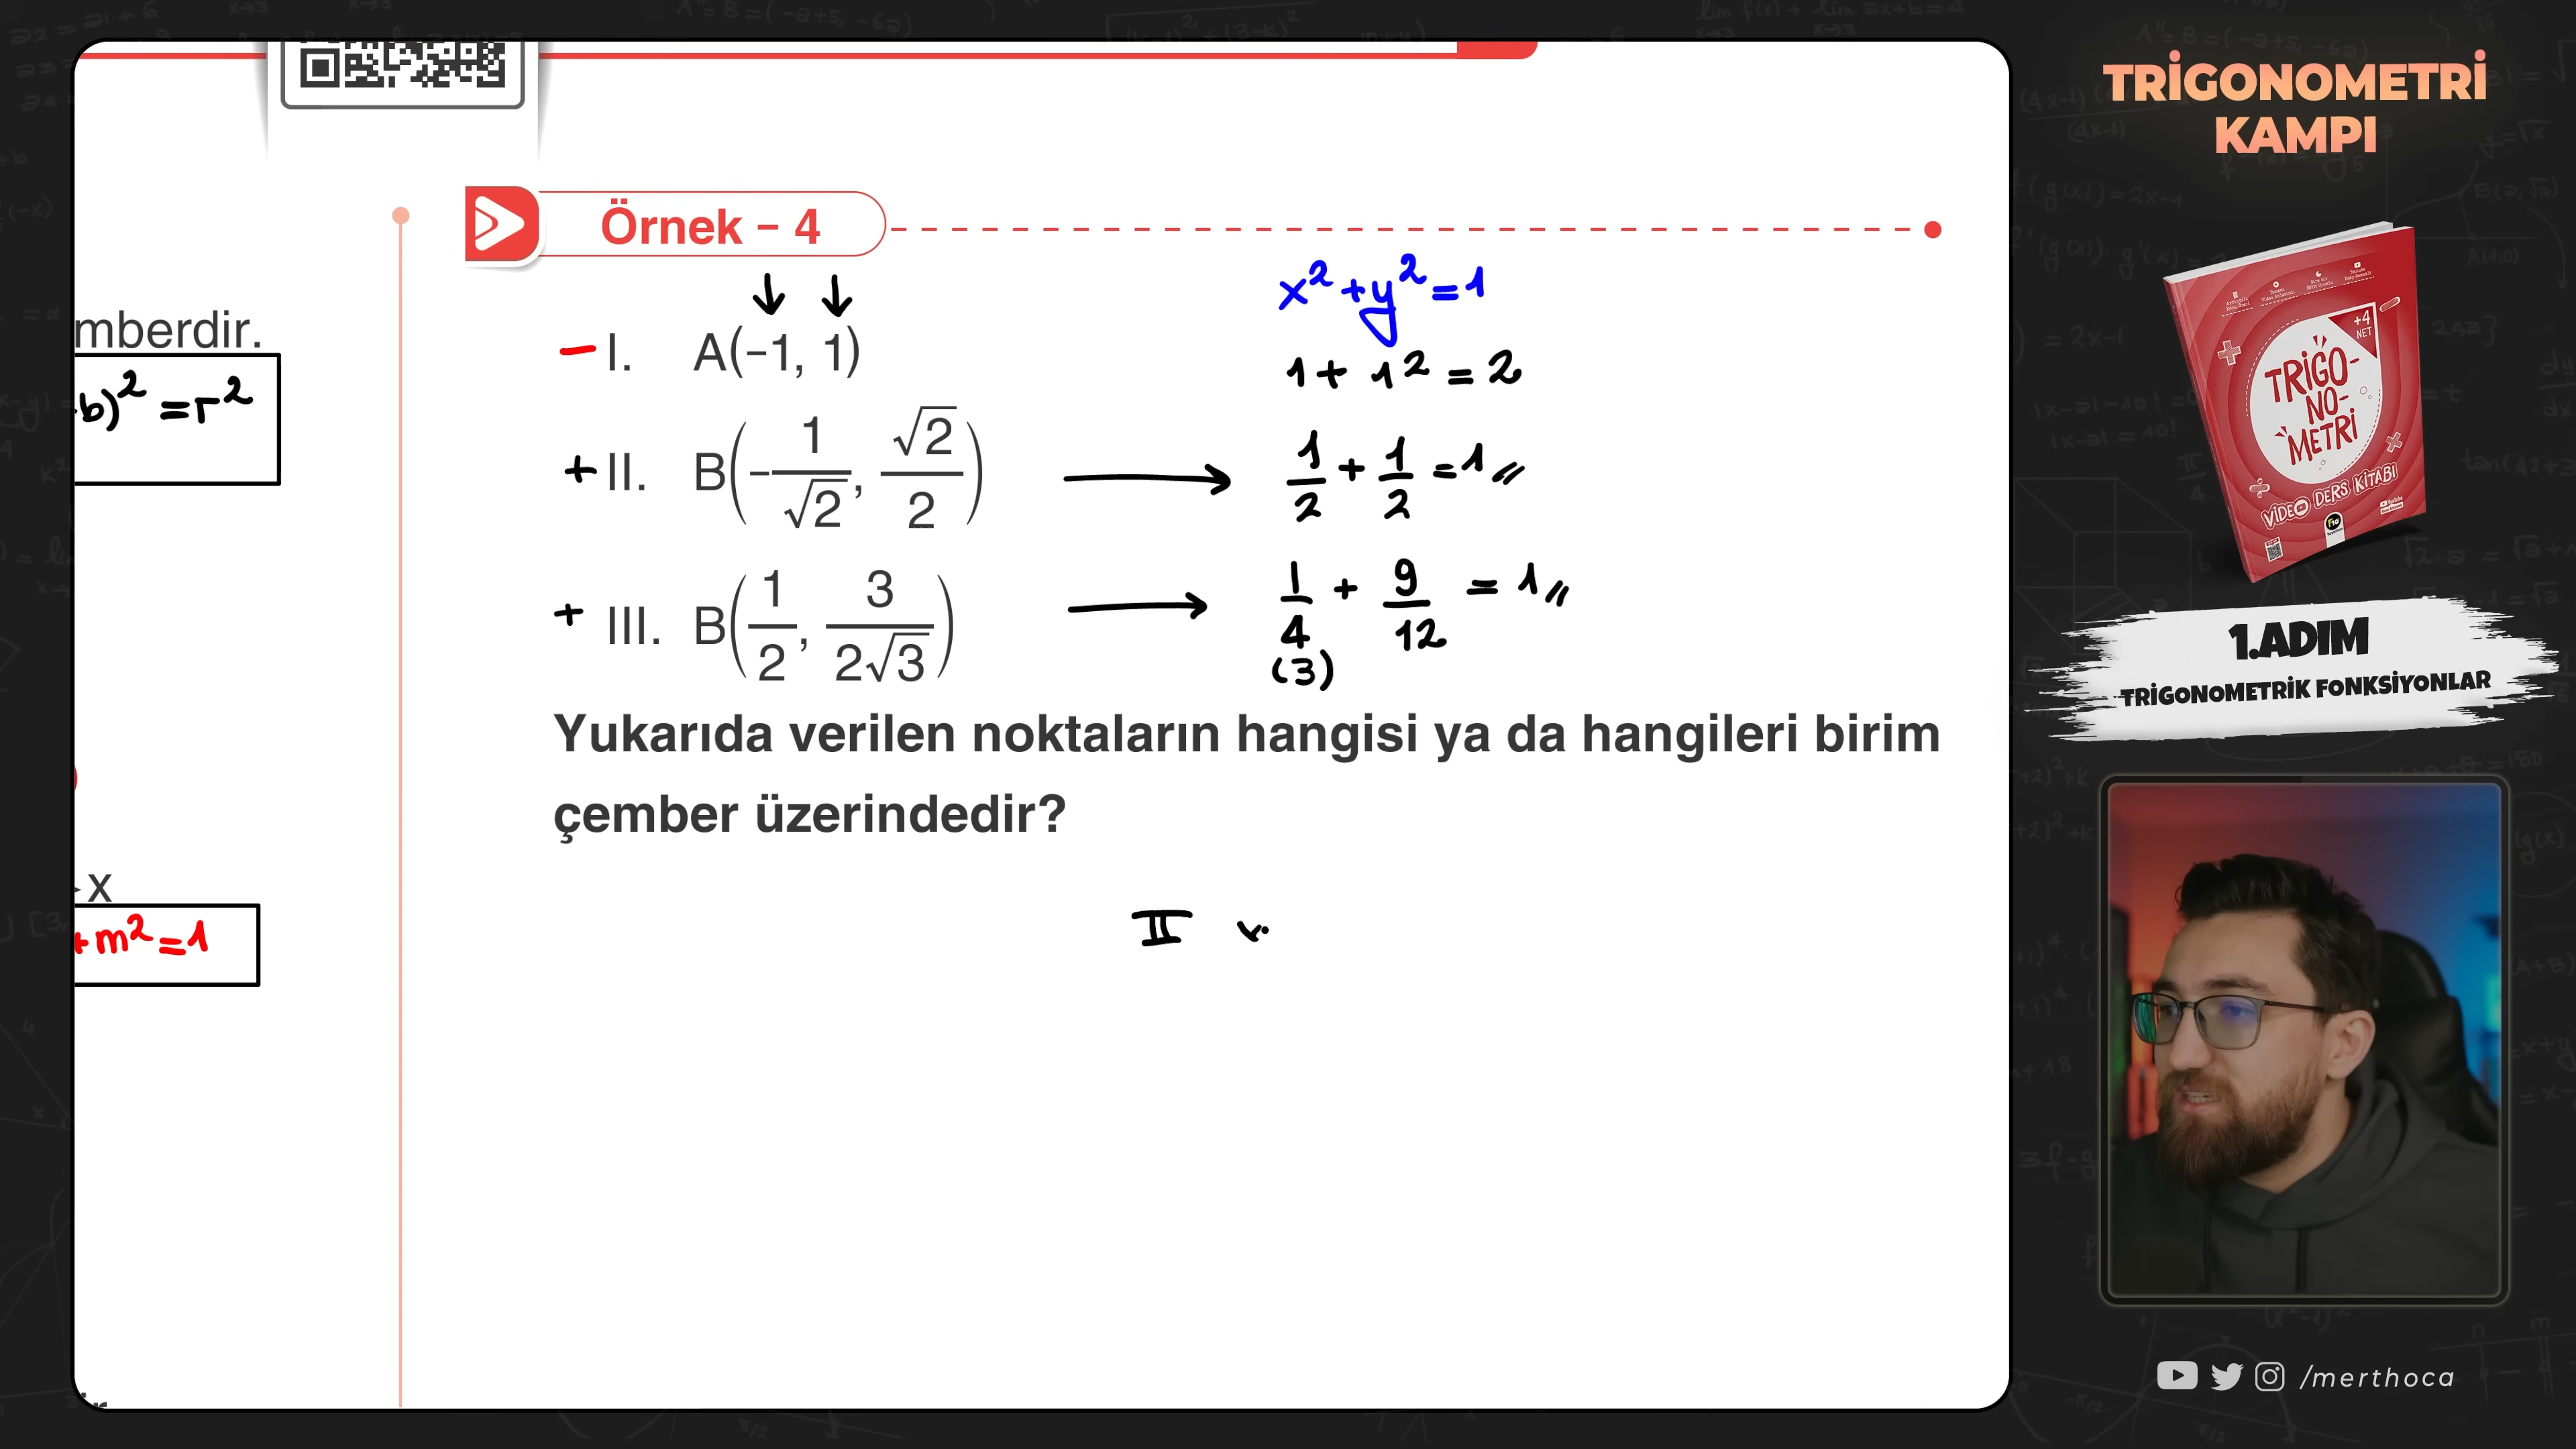 mberdir.
b)² = r²
x
+ m² = 1
Örnek – 4
x² + y² = 1
– I. A(–1, 1)
1 + 1² = 2
+ II. B(–1/√2, √2/2) → 1/2 + 1/2 = 1
+ III. B(1/2, 3/2√3) → 1/4 + 9/12 = 1
(3)
Yukarıda verilen noktaların hangisi ya da hangileri birim
çember üzerindedir?
II
TRİGONOMETRİ
KAMPI
+4
NET
TRİGO-
NO-
METRİ
VİDEO DERS KİTABI
1.ADIM
TRİGONOMETRİK FONKSİYONLAR
/merthoca